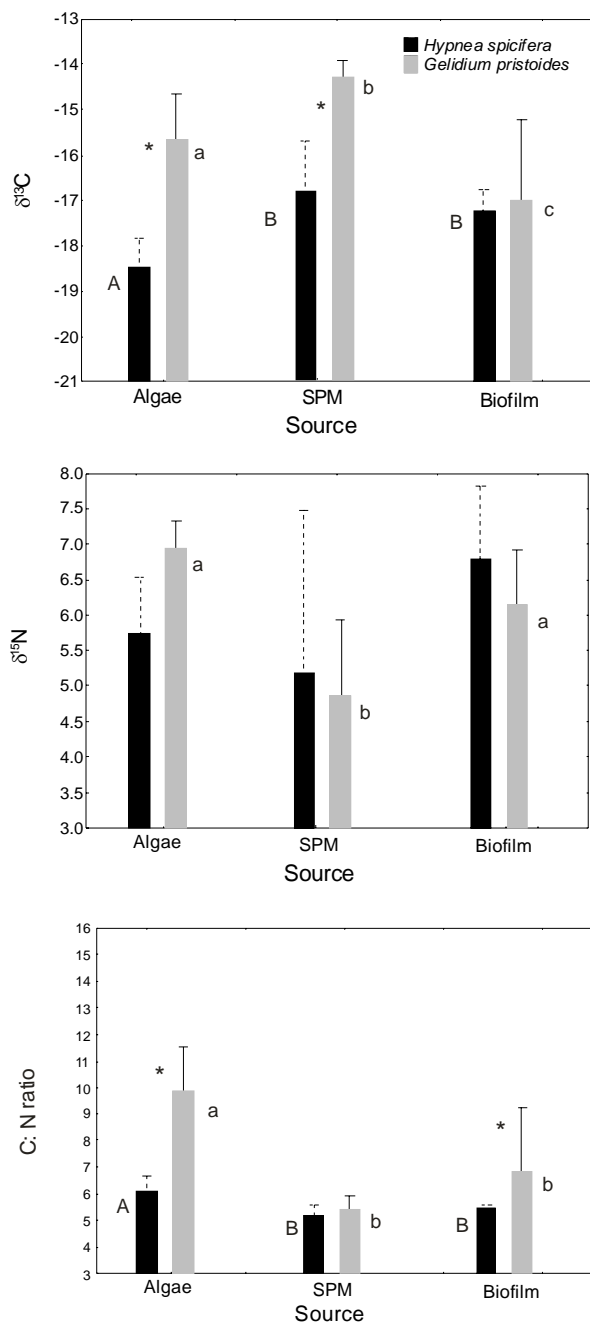 -13
-14
-15
-16
-17
-18
-19
-20
-21
δ¹³C
Hypnea spicifera
Gelidium pristoides
A
*
a
B
*
b
B
c
Algae SPM Biofilm
Source
8.0
7.5
7.0
6.5
6.0
5.5
5.0
4.5
4.0
3.5
3.0
δ¹⁵N
a
b
a
Algae SPM Biofilm
Source
16
15
14
13
12
11
10
9
8
7
6
5
4
3
C: N ratio
A
*
a
B
b
B
*
b
Algae SPM Biofilm
Source